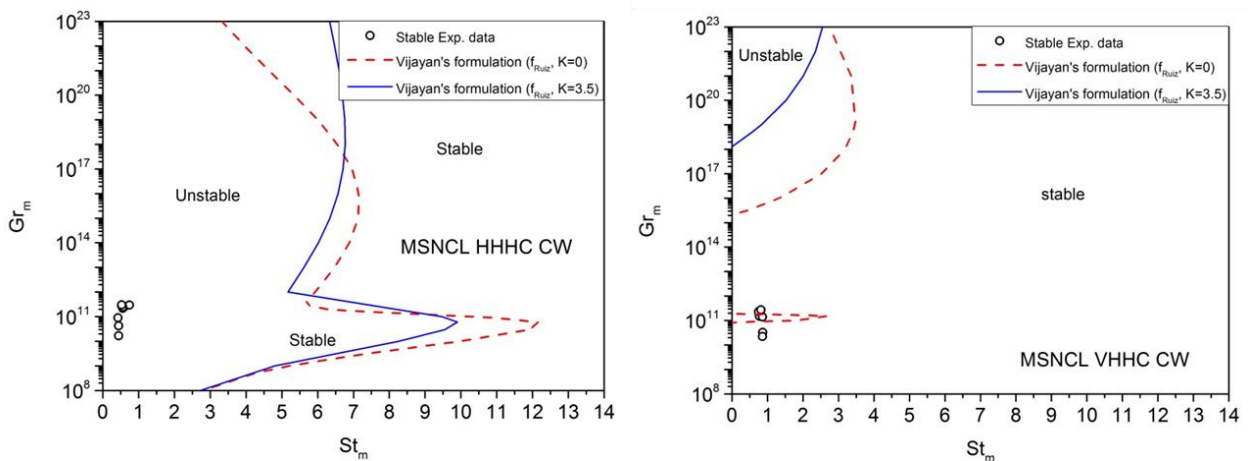 10^23
10^20
10^17
10^14
10^11
10^8
Gr_m
0 1 2 3 4 5 6 7 8 9 10 11 12 13 14
St_m
Stable Exp. data
Vijayan's formulation (f_Ruiz, K=0)
Vijayan's formulation (f_Ruiz, K=3.5)
Unstable
Stable
MSNCL HHHC CW
Stable
10^23
10^20
10^17
10^14
10^11
10^8
Gr_m
0 1 2 3 4 5 6 7 8 9 10 11 12 13 14
St_m
Stable Exp. data
Vijayan's formulation (f_Ruiz, K=0)
Vijayan's formulation (f_Ruiz, K=3.5)
Unstable
stable
MSNCL VHHC CW